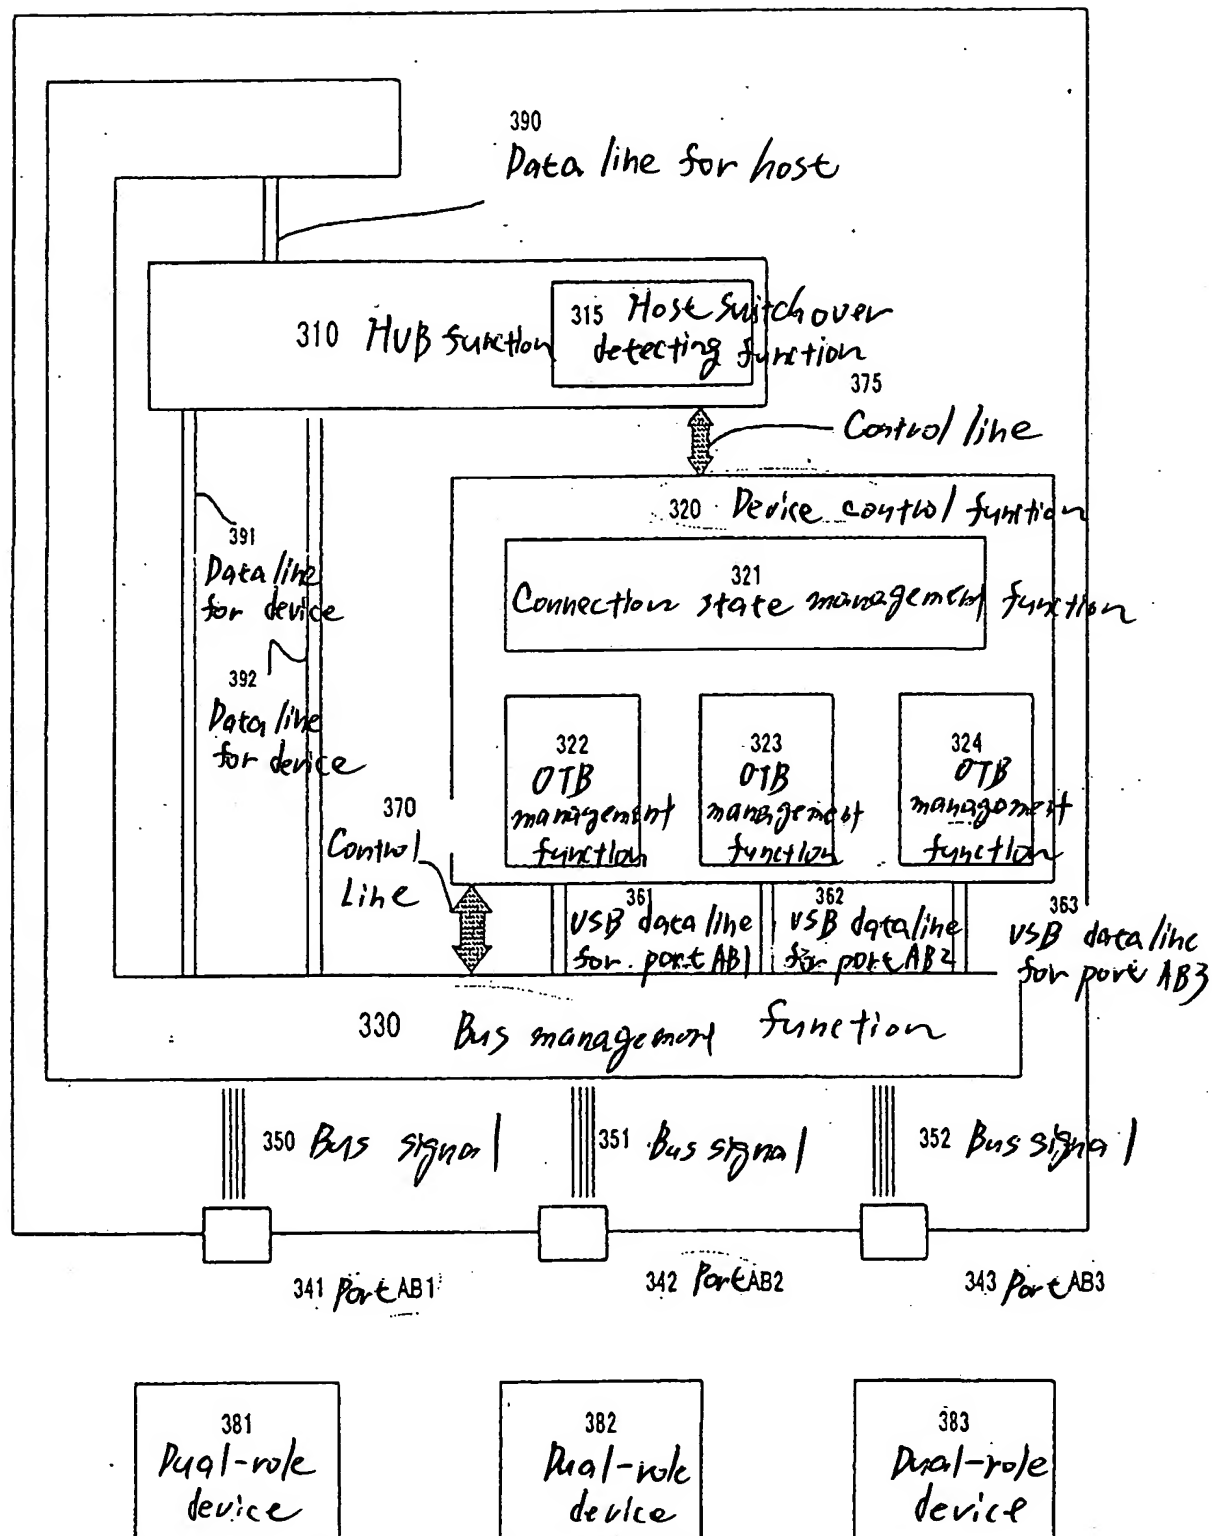 390
Data line for host
310 HUB function
315 Host Switchover
detecting function
375
Control line
320 Device control function
391
Data line
for device
321
Connection state management function
392
Data line
for device
322
OTB
management
function
323
OTB
management
function
324
OTB
management
function
370
Control
Line
361
USB data line
for port AB1
362
USB data line
for port AB2
363
USB data line
for port AB3
330 Bus management function
350 Bus signal
351 Bus signal
352 Bus signal
341 Port AB1
342 Port AB2
343 Port AB3
381
Dual-role
device
382
Dual-role
device
383
Dual-role
device